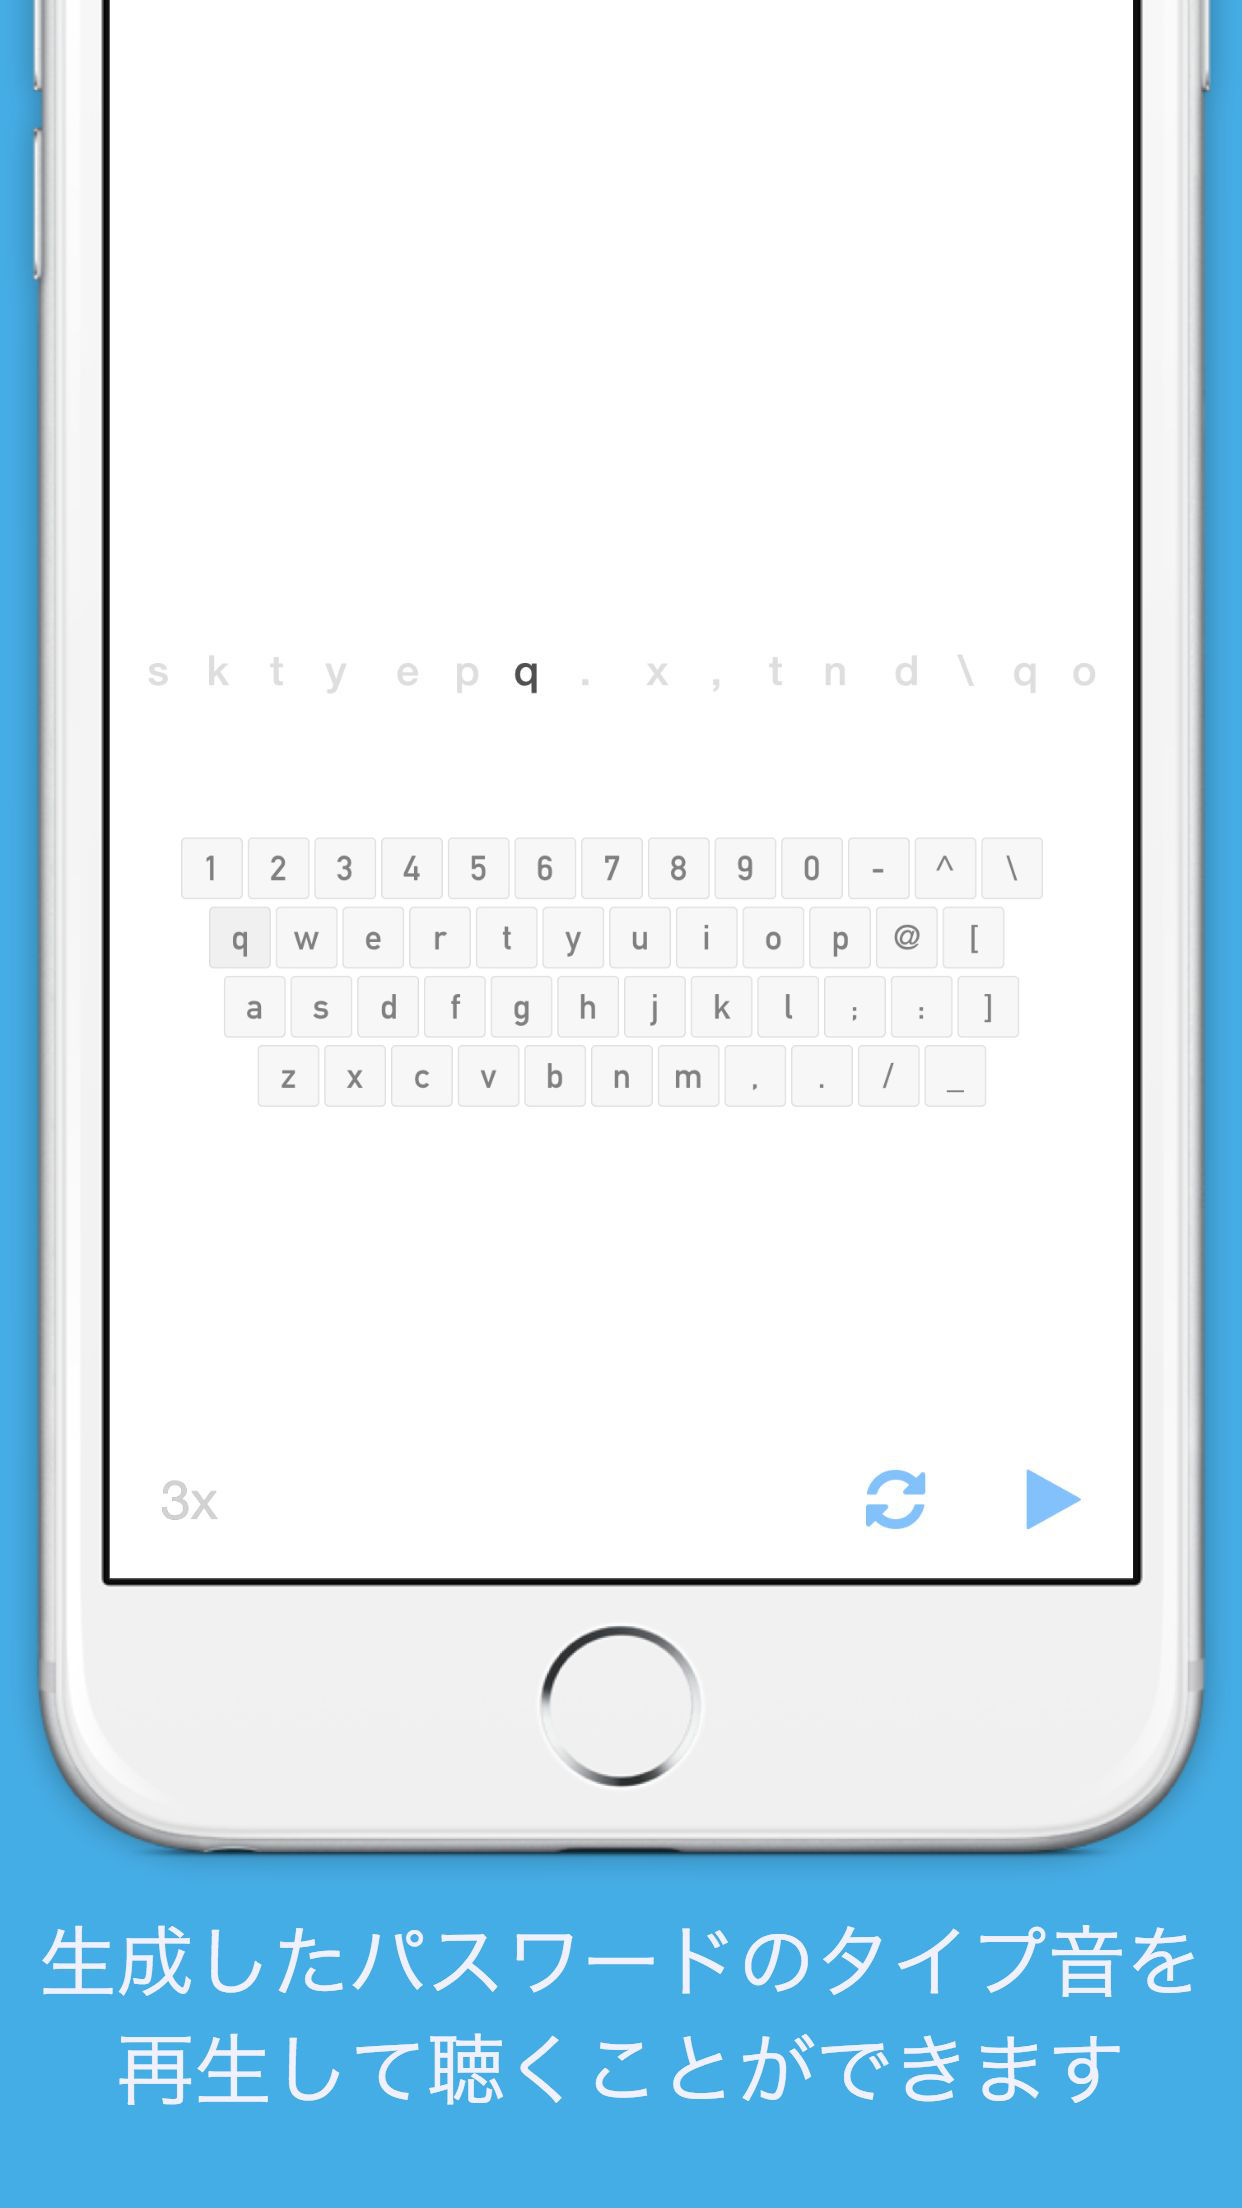 s k t y e p q . x , t n d \ q o
1 2 3 4 5 6 7 8 9 0 - ^ \
q w e r t y u i o p @ [
a s d f g h j k l ; : ]
z x c v b n m , . / _
3x
生成したパスワードのタイプ音を
再生して聴くことができます